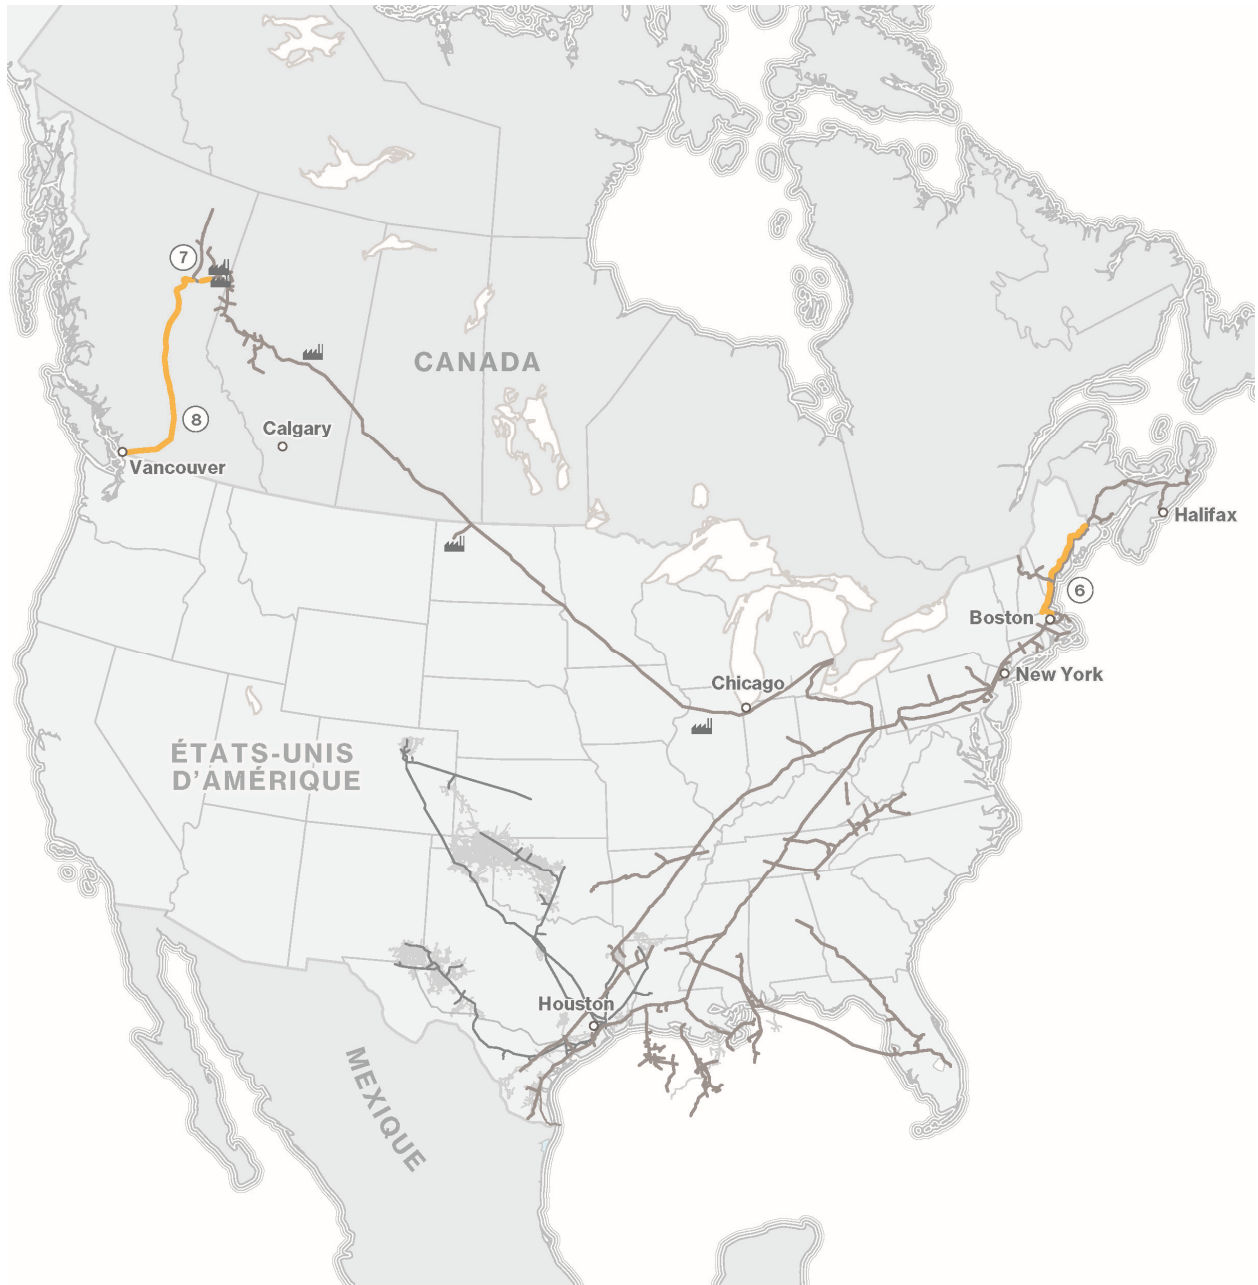 7
CANADA
8
Calgary
Vancouver
Halifax
6
Boston
New York
Chicago
ÉTATS-UNIS
D'AMÉRIQUE
Houston
MEXIQUE